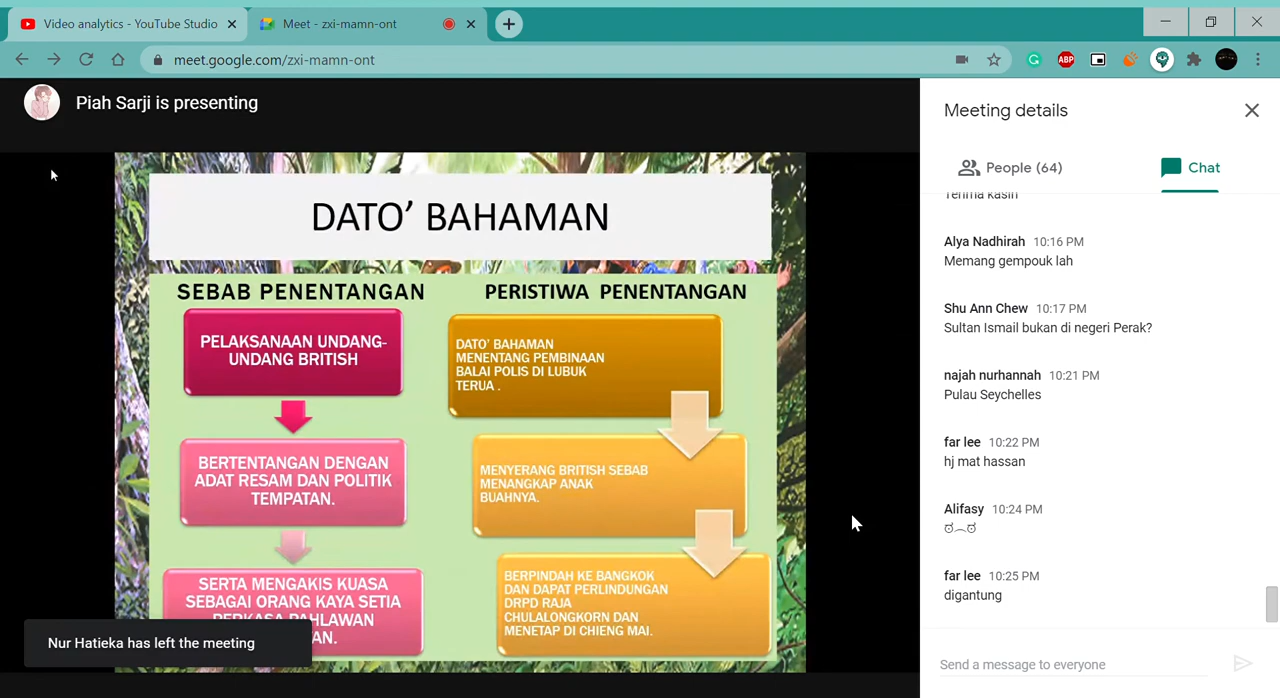 Video analytics - YouTube Studio
Meet - zxi-mamn-ont
meet.google.com/zxi-mamn-ont
ABP
Piah Sarji is presenting
DATO’ BAHAMAN
SEBAB PENENTANGAN
PELAKSANAAN UNDANG-
UNDANG BRITISH
BERTENTANGAN DENGAN
ADAT RESAM DAN POLITIK
TEMPATAN.
SERTA MENGAKIS KUASA
SEBAGAI ORANG KAYA SETIA
PERKASA PAHLAWAN
AN.
PERISTIWA PENENTANGAN
DATO’ BAHAMAN
MENENTANG PEMBINAAN
BALAI POLIS DI LUBUK
TERUA .
MENYERANG BRITISH SEBAB
MENANGKAP ANAK
BUAHNYA.
BERPINDAH KE BANGKOK
DAN DAPAT PERLINDUNGAN
DRPD RAJA
CHULALONGKORN DAN
MENETAP DI CHIENG MAI.
Nur Hatieka has left the meeting
Meeting details
People (64)
Chat
Terima kasih
Alya Nadhirah 10:16 PM
Memang gempouk lah
Shu Ann Chew 10:17 PM
Sultan Ismail bukan di negeri Perak?
najah nurhannah 10:21 PM
Pulau Seychelles
far lee 10:22 PM
hj mat hassan
Alifasy 10:24 PM
ಠ⁠︵⁠ಠ
far lee 10:25 PM
digantung
Send a message to everyone